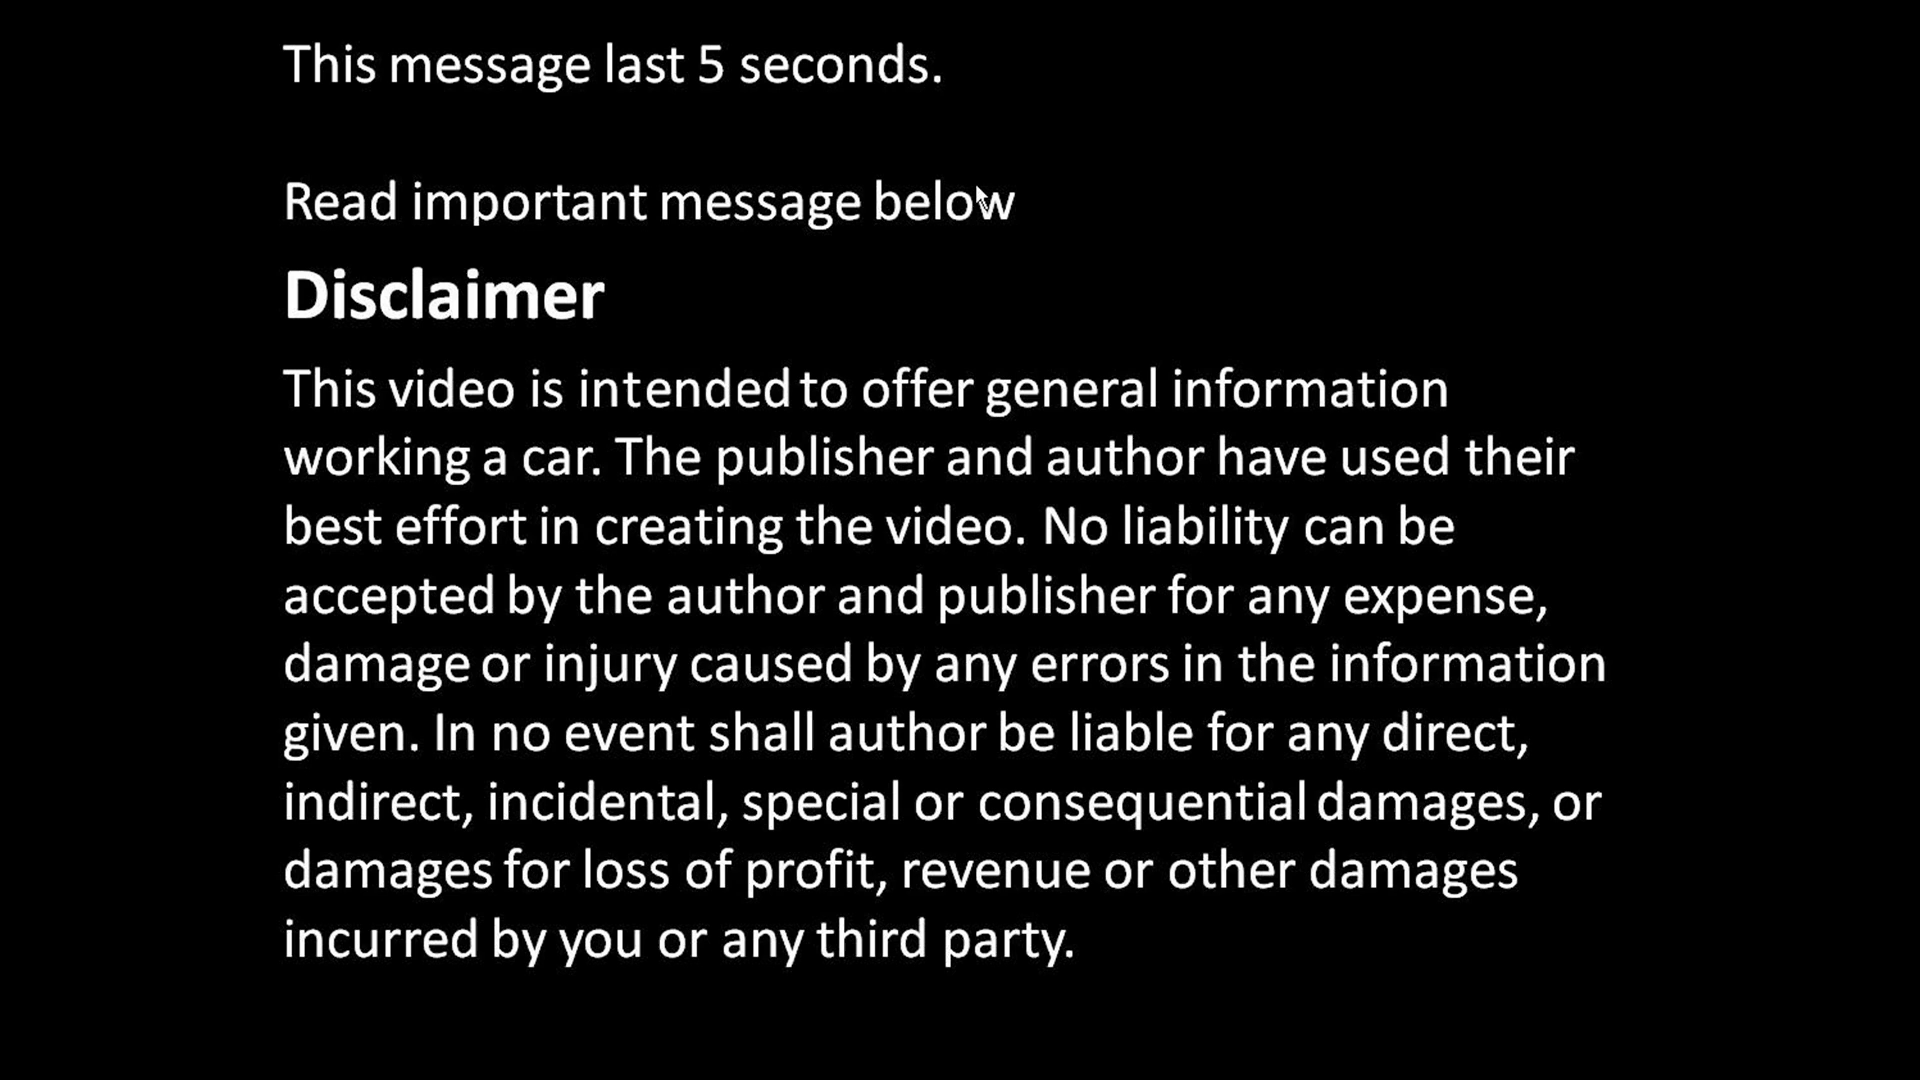 This message last 5 seconds.
Read important message below
Disclaimer
This video is intended to offer general information
working a car. The publisher and author have used their
best effort in creating the video. No liability can be
accepted by the author and publisher for any expense,
damage or injury caused by any errors in the information
given. In no event shall author be liable for any direct,
indirect, incidental, special or consequential damages, or
damages for loss of profit, revenue or other damages
incurred by you or any third party.